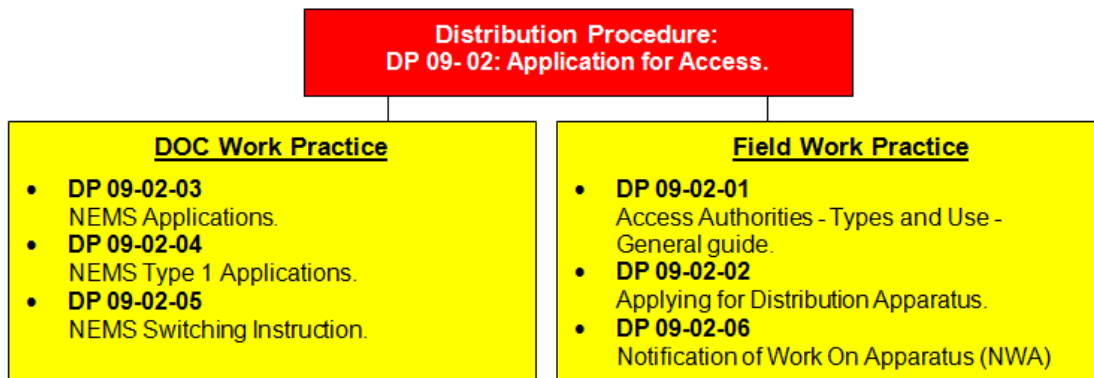 Distribution Procedure:
DP 09- 02: Application for Access.
DOC Work Practice
• DP 09-02-03
NEMS Applications.
• DP 09-02-04
NEMS Type 1 Applications.
• DP 09-02-05
NEMS Switching Instruction.
Field Work Practice
• DP 09-02-01
Access Authorities - Types and Use -
General guide.
• DP 09-02-02
Applying for Distribution Apparatus.
• DP 09-02-06
Notification of Work On Apparatus (NWA)